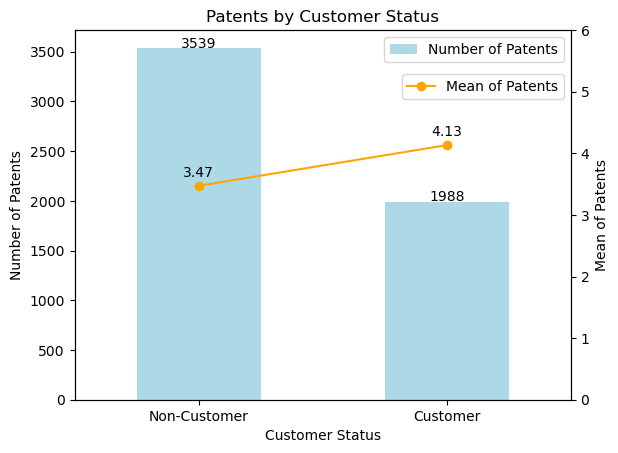 Patents by Customer Status
Number of Patents
Mean of Patents
3539
3.47
4.13
1988
3500
3000
2500
2000
1500
1000
500
0
Number of Patents
6
5
4
3
2
1
0
Mean of Patents
Non-Customer
Customer
Customer Status